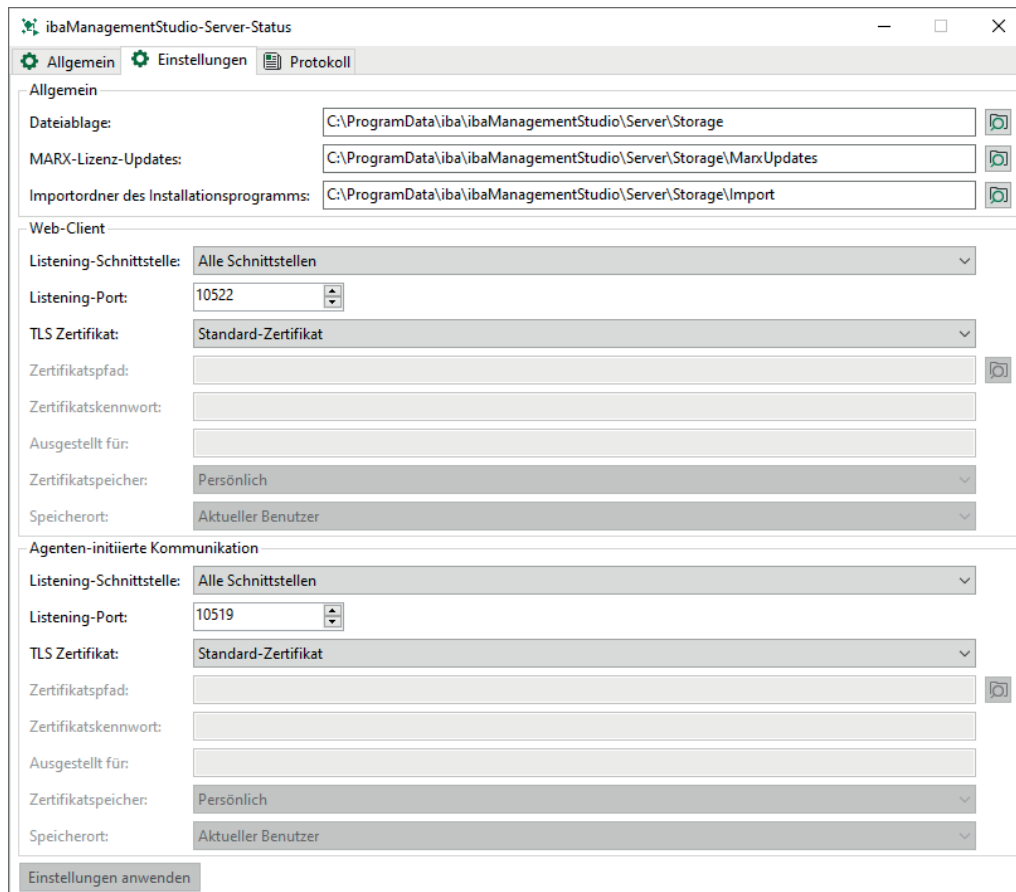 ibaManagementStudio-Server-Status
Allgemein Einstellungen Protokoll
Allgemein
Dateiablage: C:\ProgramData\iba\ibaManagementStudio\Server\Storage
MARX-Lizenz-Updates: C:\ProgramData\iba\ibaManagementStudio\Server\Storage\MarxUpdates
Importordner des Installationsprogramms: C:\ProgramData\iba\ibaManagementStudio\Server\Storage\Import
Web-Client
Listening-Schnittstelle: Alle Schnittstellen
Listening-Port: 10522
TLS Zertifikat: Standard-Zertifikat
Zertifikatspfad:
Zertifikatskennwort:
Ausgestellt für:
Zertifikatspeicher: Persönlich
Speicherort: Aktueller Benutzer
Agenten-initiierte Kommunikation
Listening-Schnittstelle: Alle Schnittstellen
Listening-Port: 10519
TLS Zertifikat: Standard-Zertifikat
Zertifikatspfad:
Zertifikatskennwort:
Ausgestellt für:
Zertifikatspeicher: Persönlich
Speicherort: Aktueller Benutzer
Einstellungen anwenden